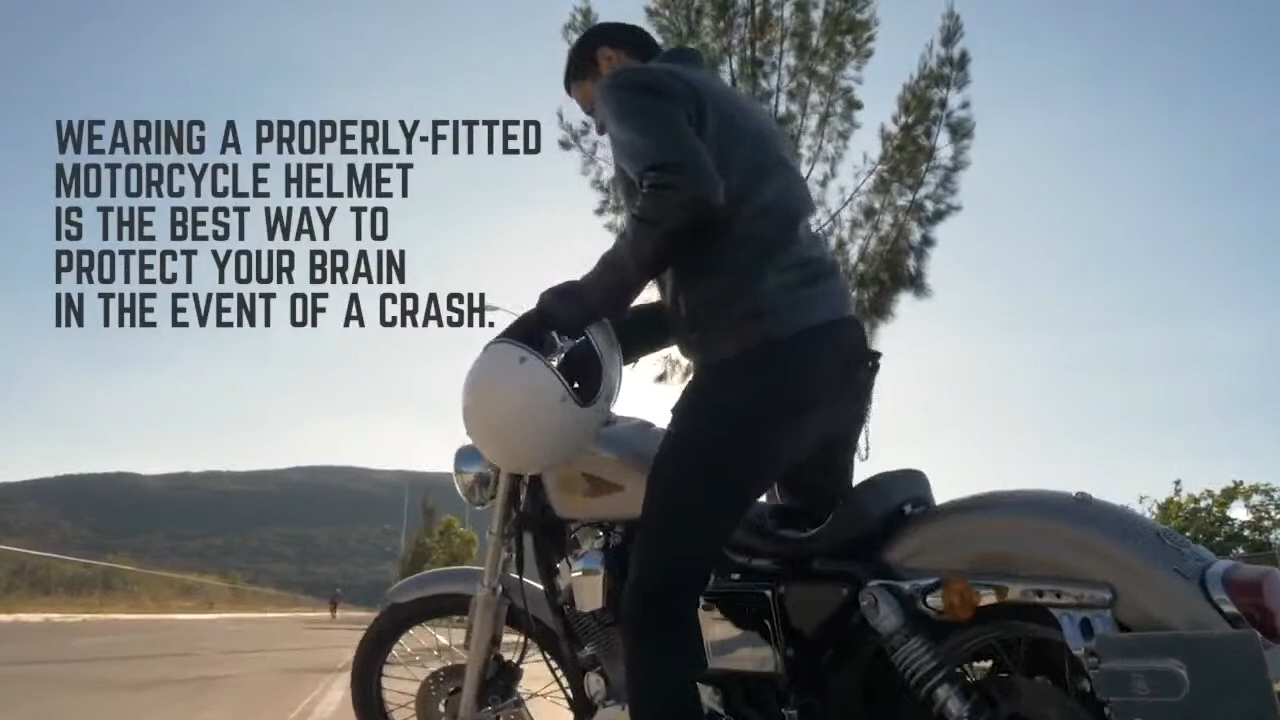 WEARING A PROPERLY-FITTED
MOTORCYCLE HELMET
IS THE BEST WAY TO
PROTECT YOUR BRAIN
IN THE EVENT OF A CRASH.